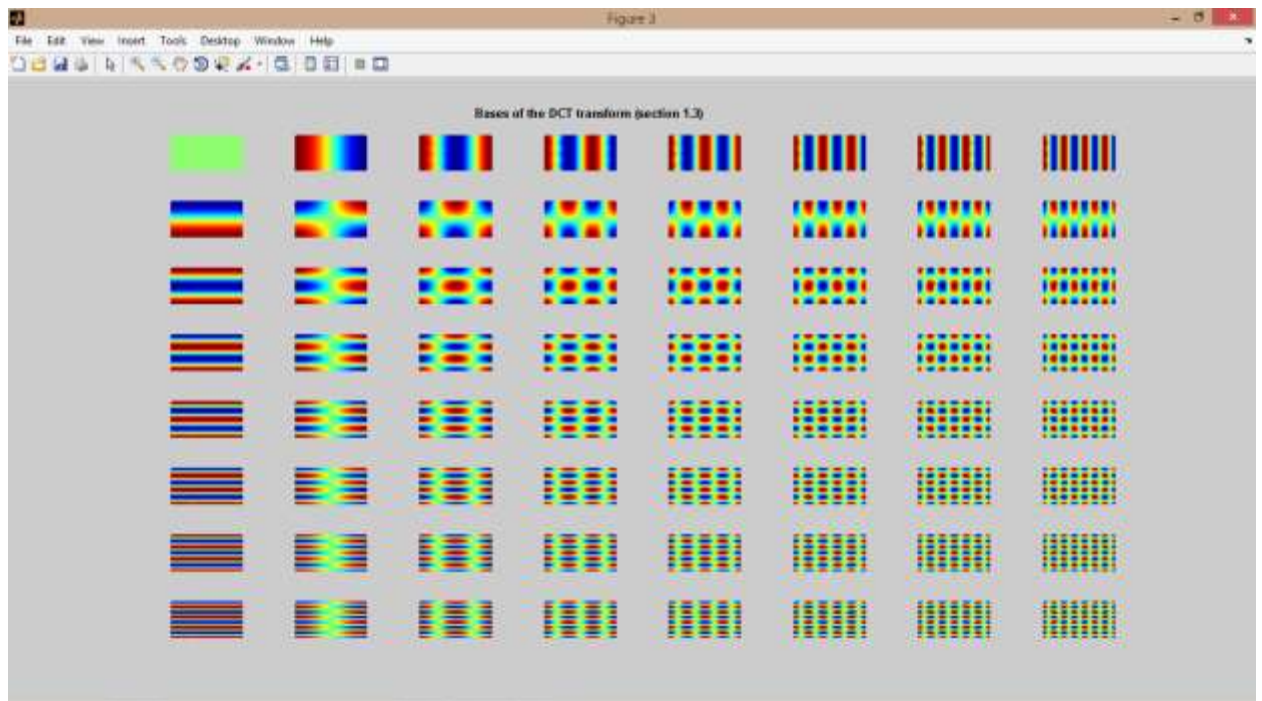 Figure 3
File Edit View Insert Tools Desktop Window Help
Bases of the DCT transform (section 1.3)